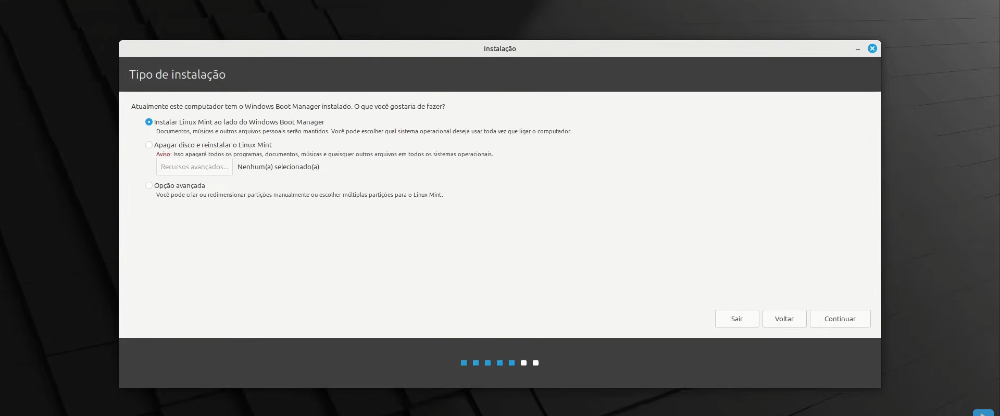 Instalação
Tipo de instalação
Atualmente este computador tem o Windows Boot Manager instalado. O que você gostaria de fazer?
Instalar Linux Mint ao lado do Windows Boot Manager
Documentos, músicas e outros arquivos pessoais serão mantidos. Você pode escolher qual sistema operacional deseja usar toda vez que ligar o computador.
Apagar disco e reinstalar o Linux Mint
Aviso: Isso apagará todos os programas, documentos, músicas e quaisquer outros arquivos em todos os sistemas operacionais.
Recursos avançados... Nenhum(a) selecionado(a)
Opção avançada
Você pode criar ou redimensionar partições manualmente ou escolher múltiplas partições para o Linux Mint.
Sair Voltar Continuar